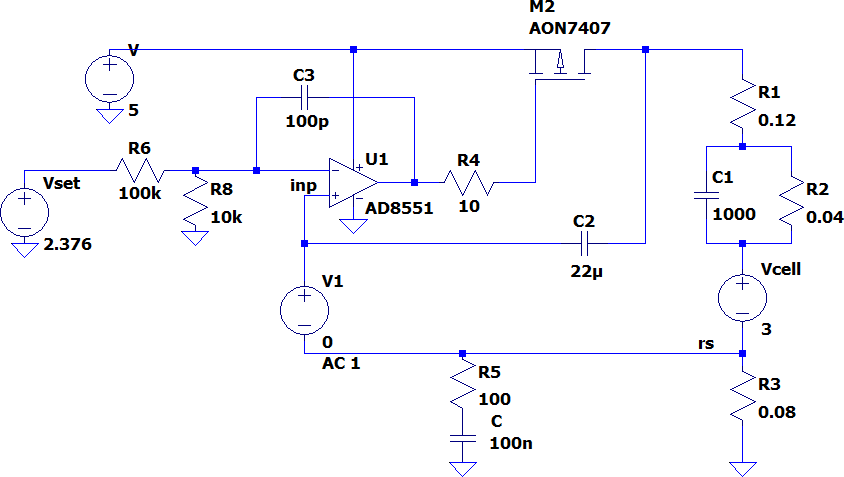 M2
AON7407
V
5
C3
100p
R1
0.12
R6
100k
U1
R4
10
Vset
2.376
R8
10k
inp
AD8551
C1
1000
R2
0.04
C2
22µ
V1
0
AC 1
Vcell
3
rs
R5
100
R3
0.08
C
100n